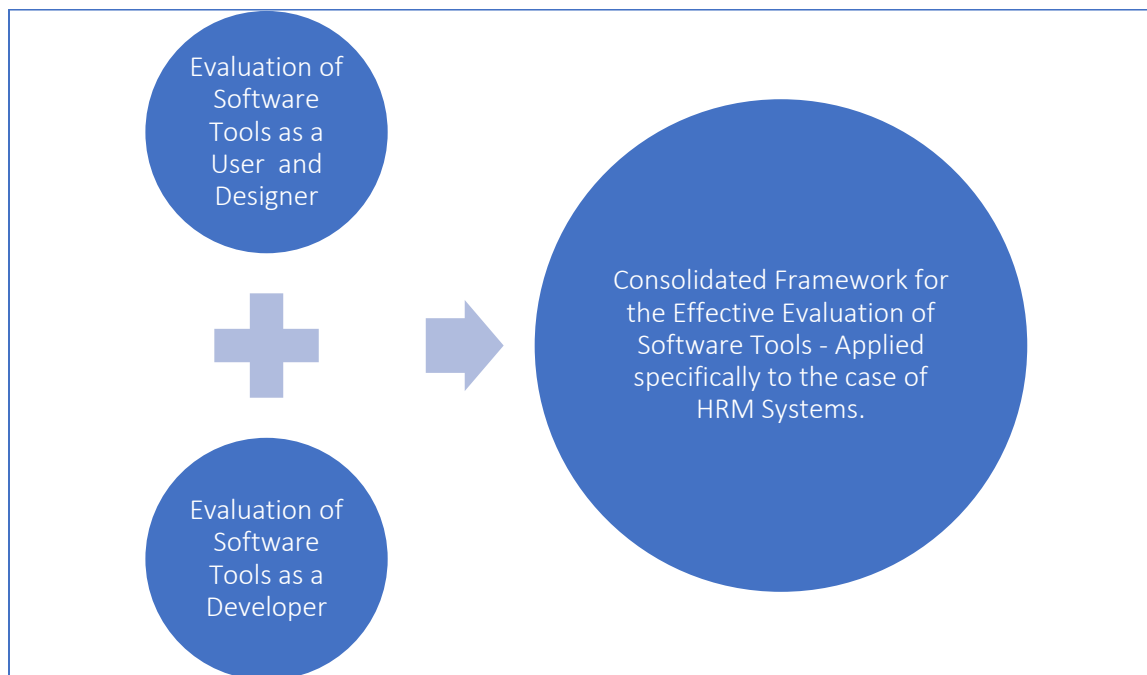 Evaluation of
Software
Tools as a
User and
Designer
Evaluation of
Software
Tools as a
Developer
Consolidated Framework for
the Effective Evaluation of
Software Tools - Applied
specifically to the case of
HRM Systems.